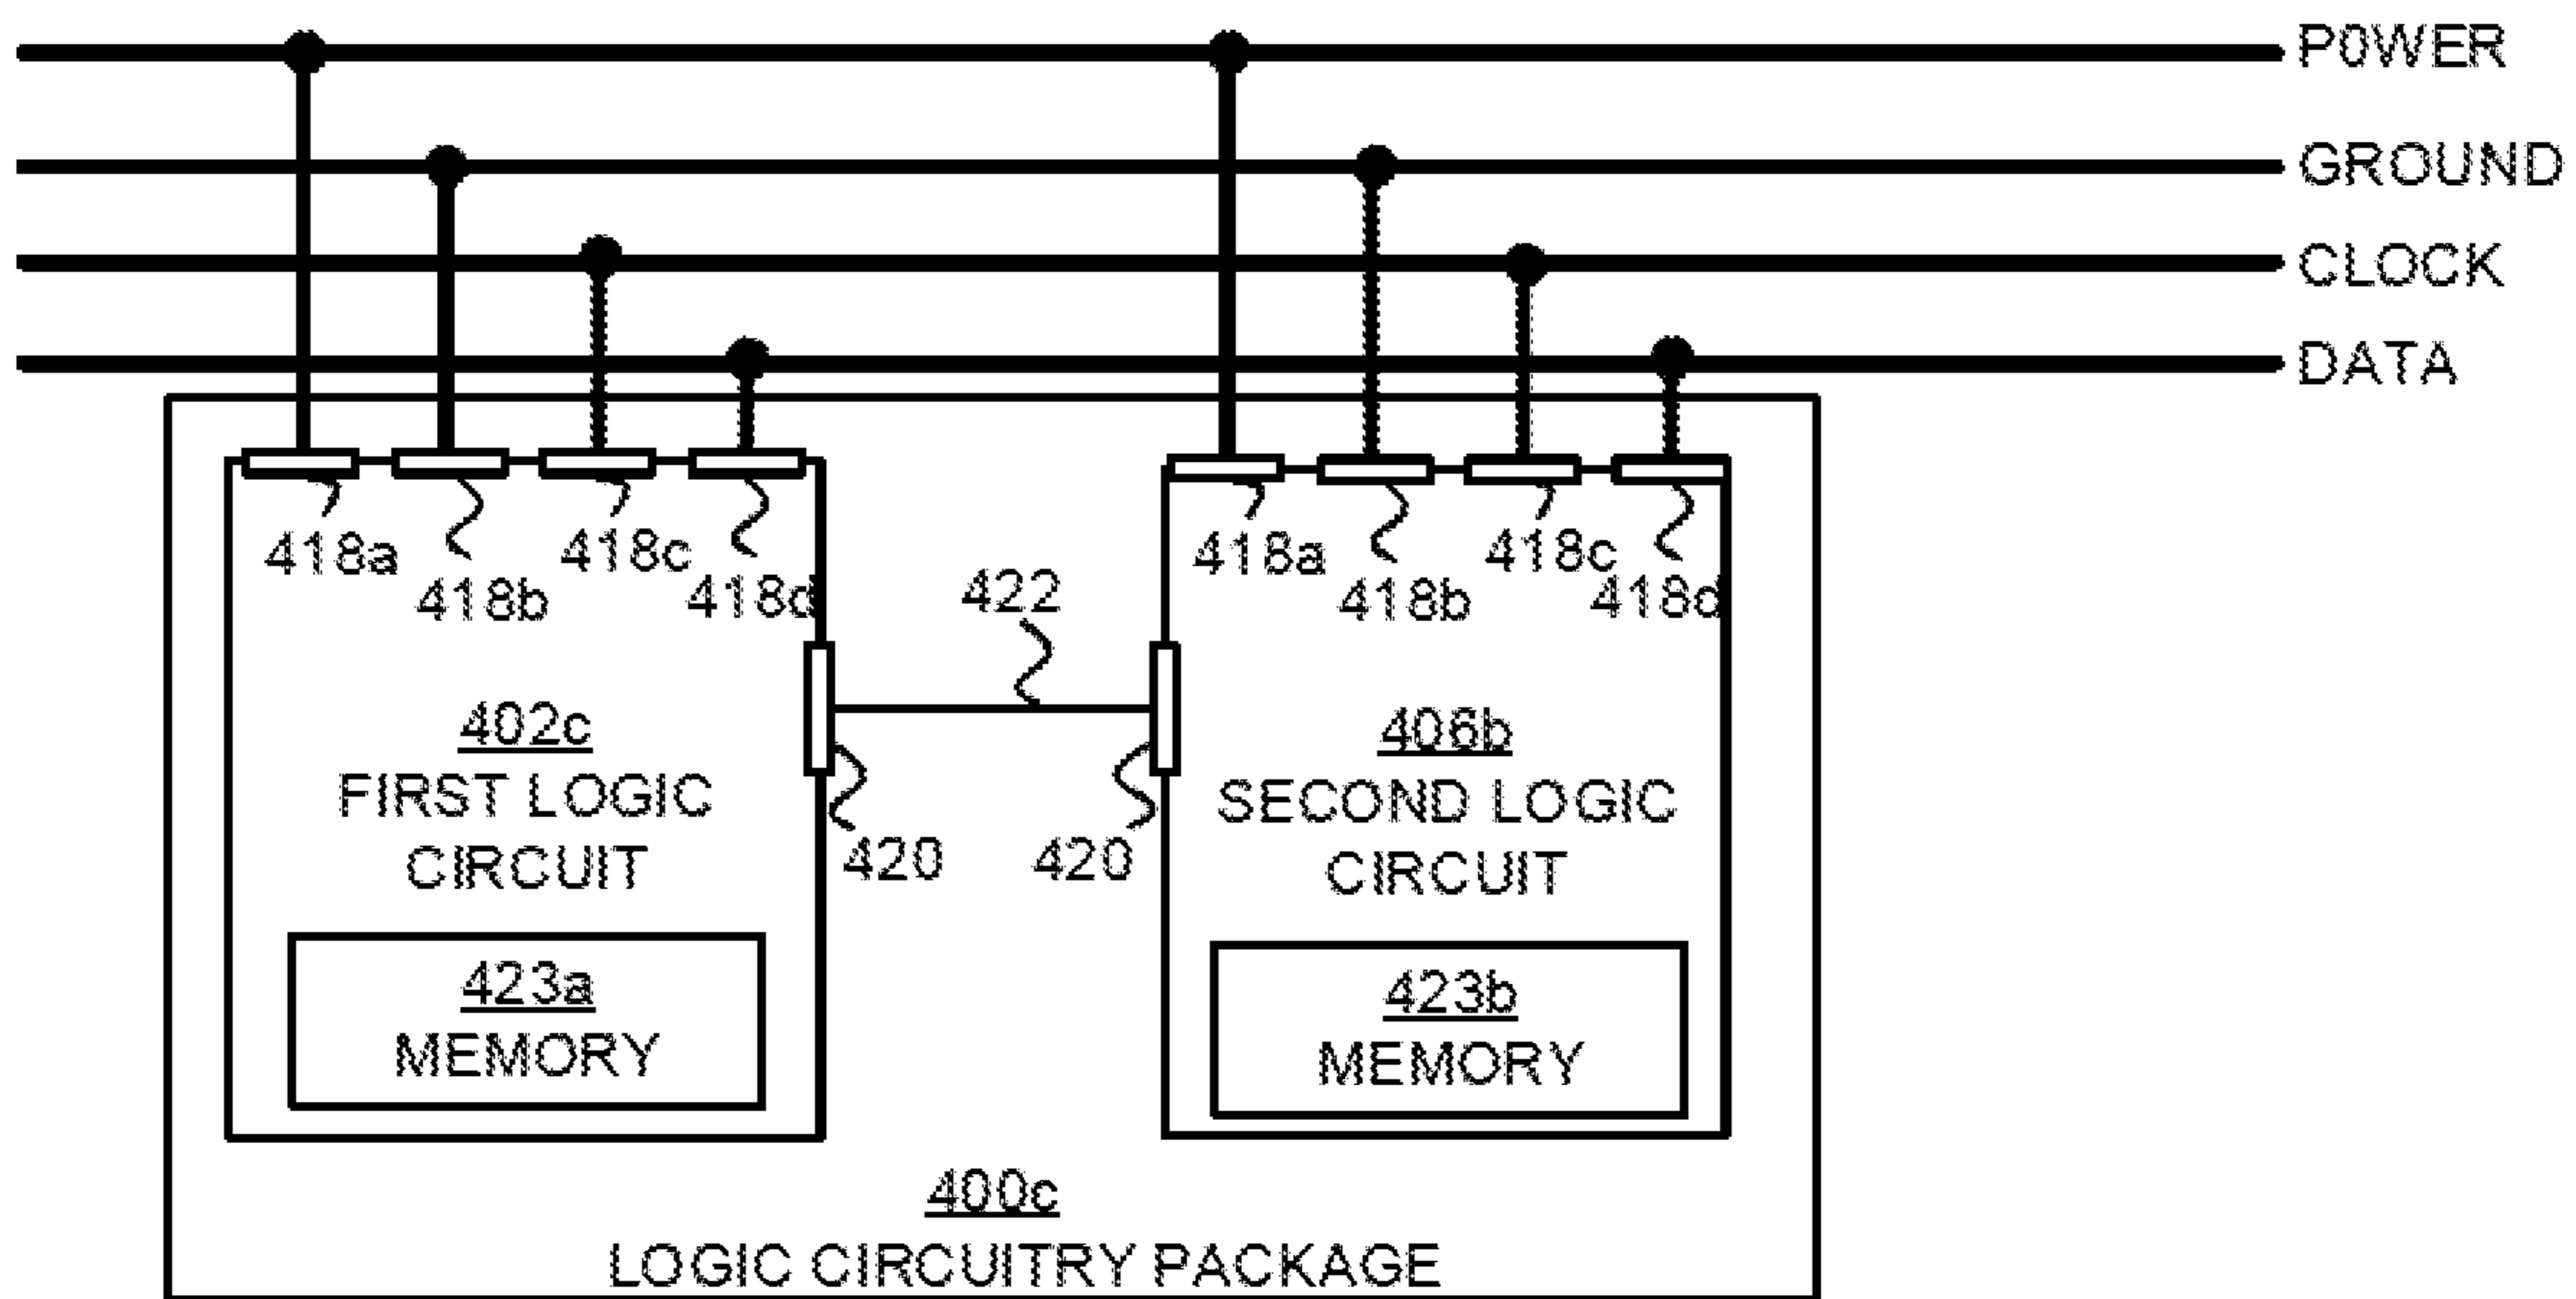 P0WER
GROUND
CLOCK
DATA
418a
418b
418c
418d
418a
418b
418c
418d
422
402c
FIRST LOGIC
CIRCUIT
420
420
406b
SECOND LOGIC
CIRCUIT
423a
MEMORY
423b
MEMORY
400c
LOGIC CIRCUITRY PACKAGE